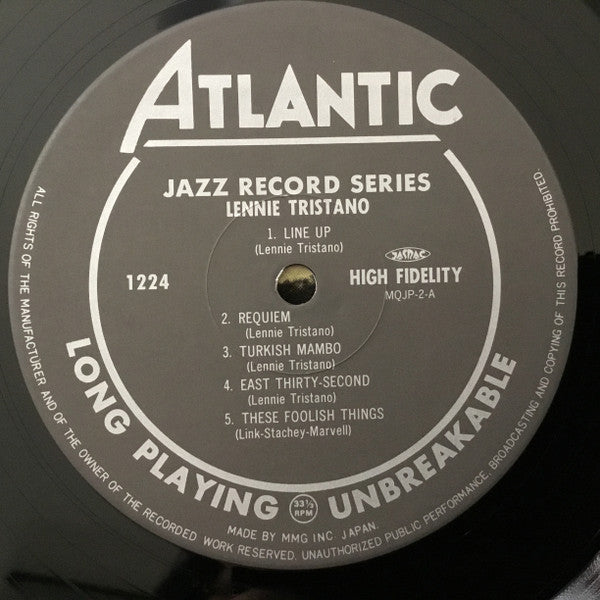 ATLANTIC
JAZZ RECORD SERIES
LENNIE TRISTANO
1. LINE UP
(Lennie Tristano)
1224
JASRAC
HIGH FIDELITY
MQJP-2-A
2. REQUIEM
(Lennie Tristano)
3. TURKISH MAMBO
(Lennie Tristano)
4. EAST THIRTY-SECOND
(Lennie Tristano)
5. THESE FOOLISH THINGS
(Link-Stachey-Marvell)
LONG PLAYING 33⅓ RPM UNBREAKABLE
MADE BY MMG INC JAPAN.
ALL RIGHTS OF THE MANUFACTURER AND OF THE OWNER OF THE RECORDED WORK RESERVED. UNAUTHORIZED PUBLIC PERFORMANCE, BROADCASTING AND COPYING OF THIS RECORD PROHIBITED.